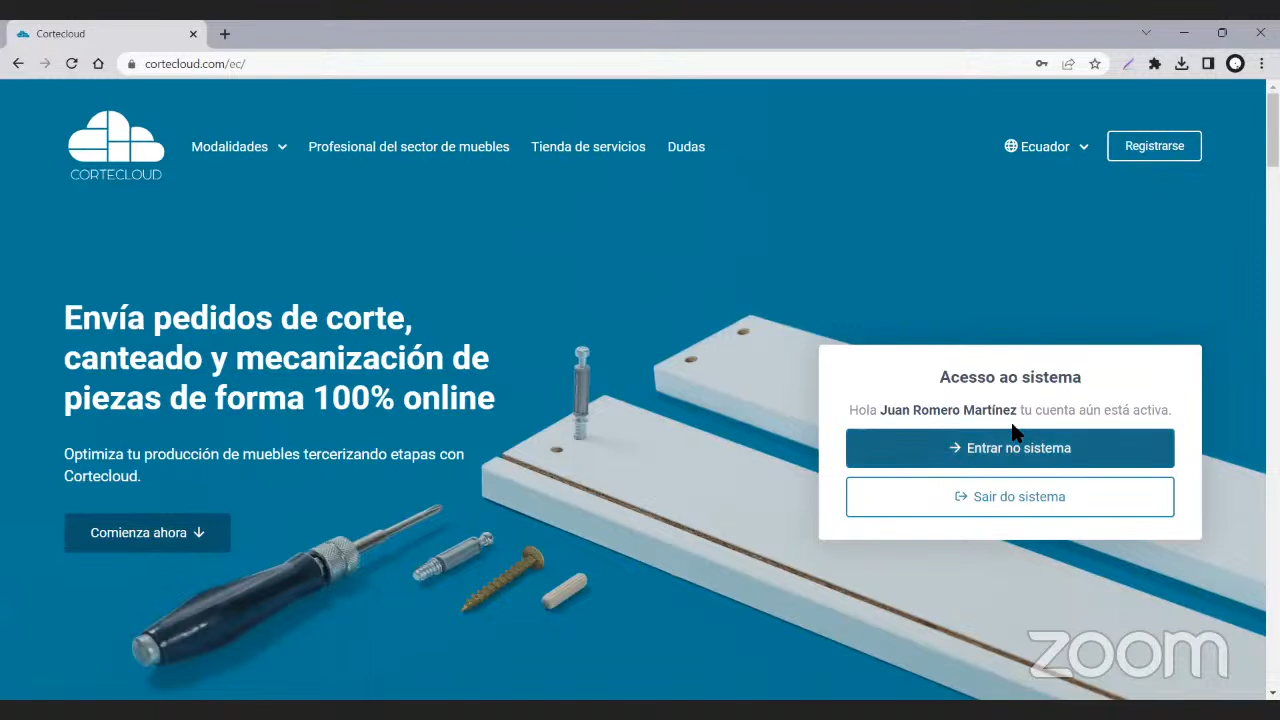 Cortecloud
cortecloud.com/ec/
CORTECLOUD
Modalidades
Profesional del sector de muebles
Tienda de servicios
Dudas
Ecuador
Registrarse
Envía pedidos de corte,
canteado y mecanización de
piezas de forma 100% online
Optimiza tu producción de muebles tercerizando etapas con
Cortecloud.
Comienza ahora
Acesso ao sistema
Hola Juan Romero Martínez tu cuenta aún está activa.
Entrar no sistema
Sair do sistema
zoom